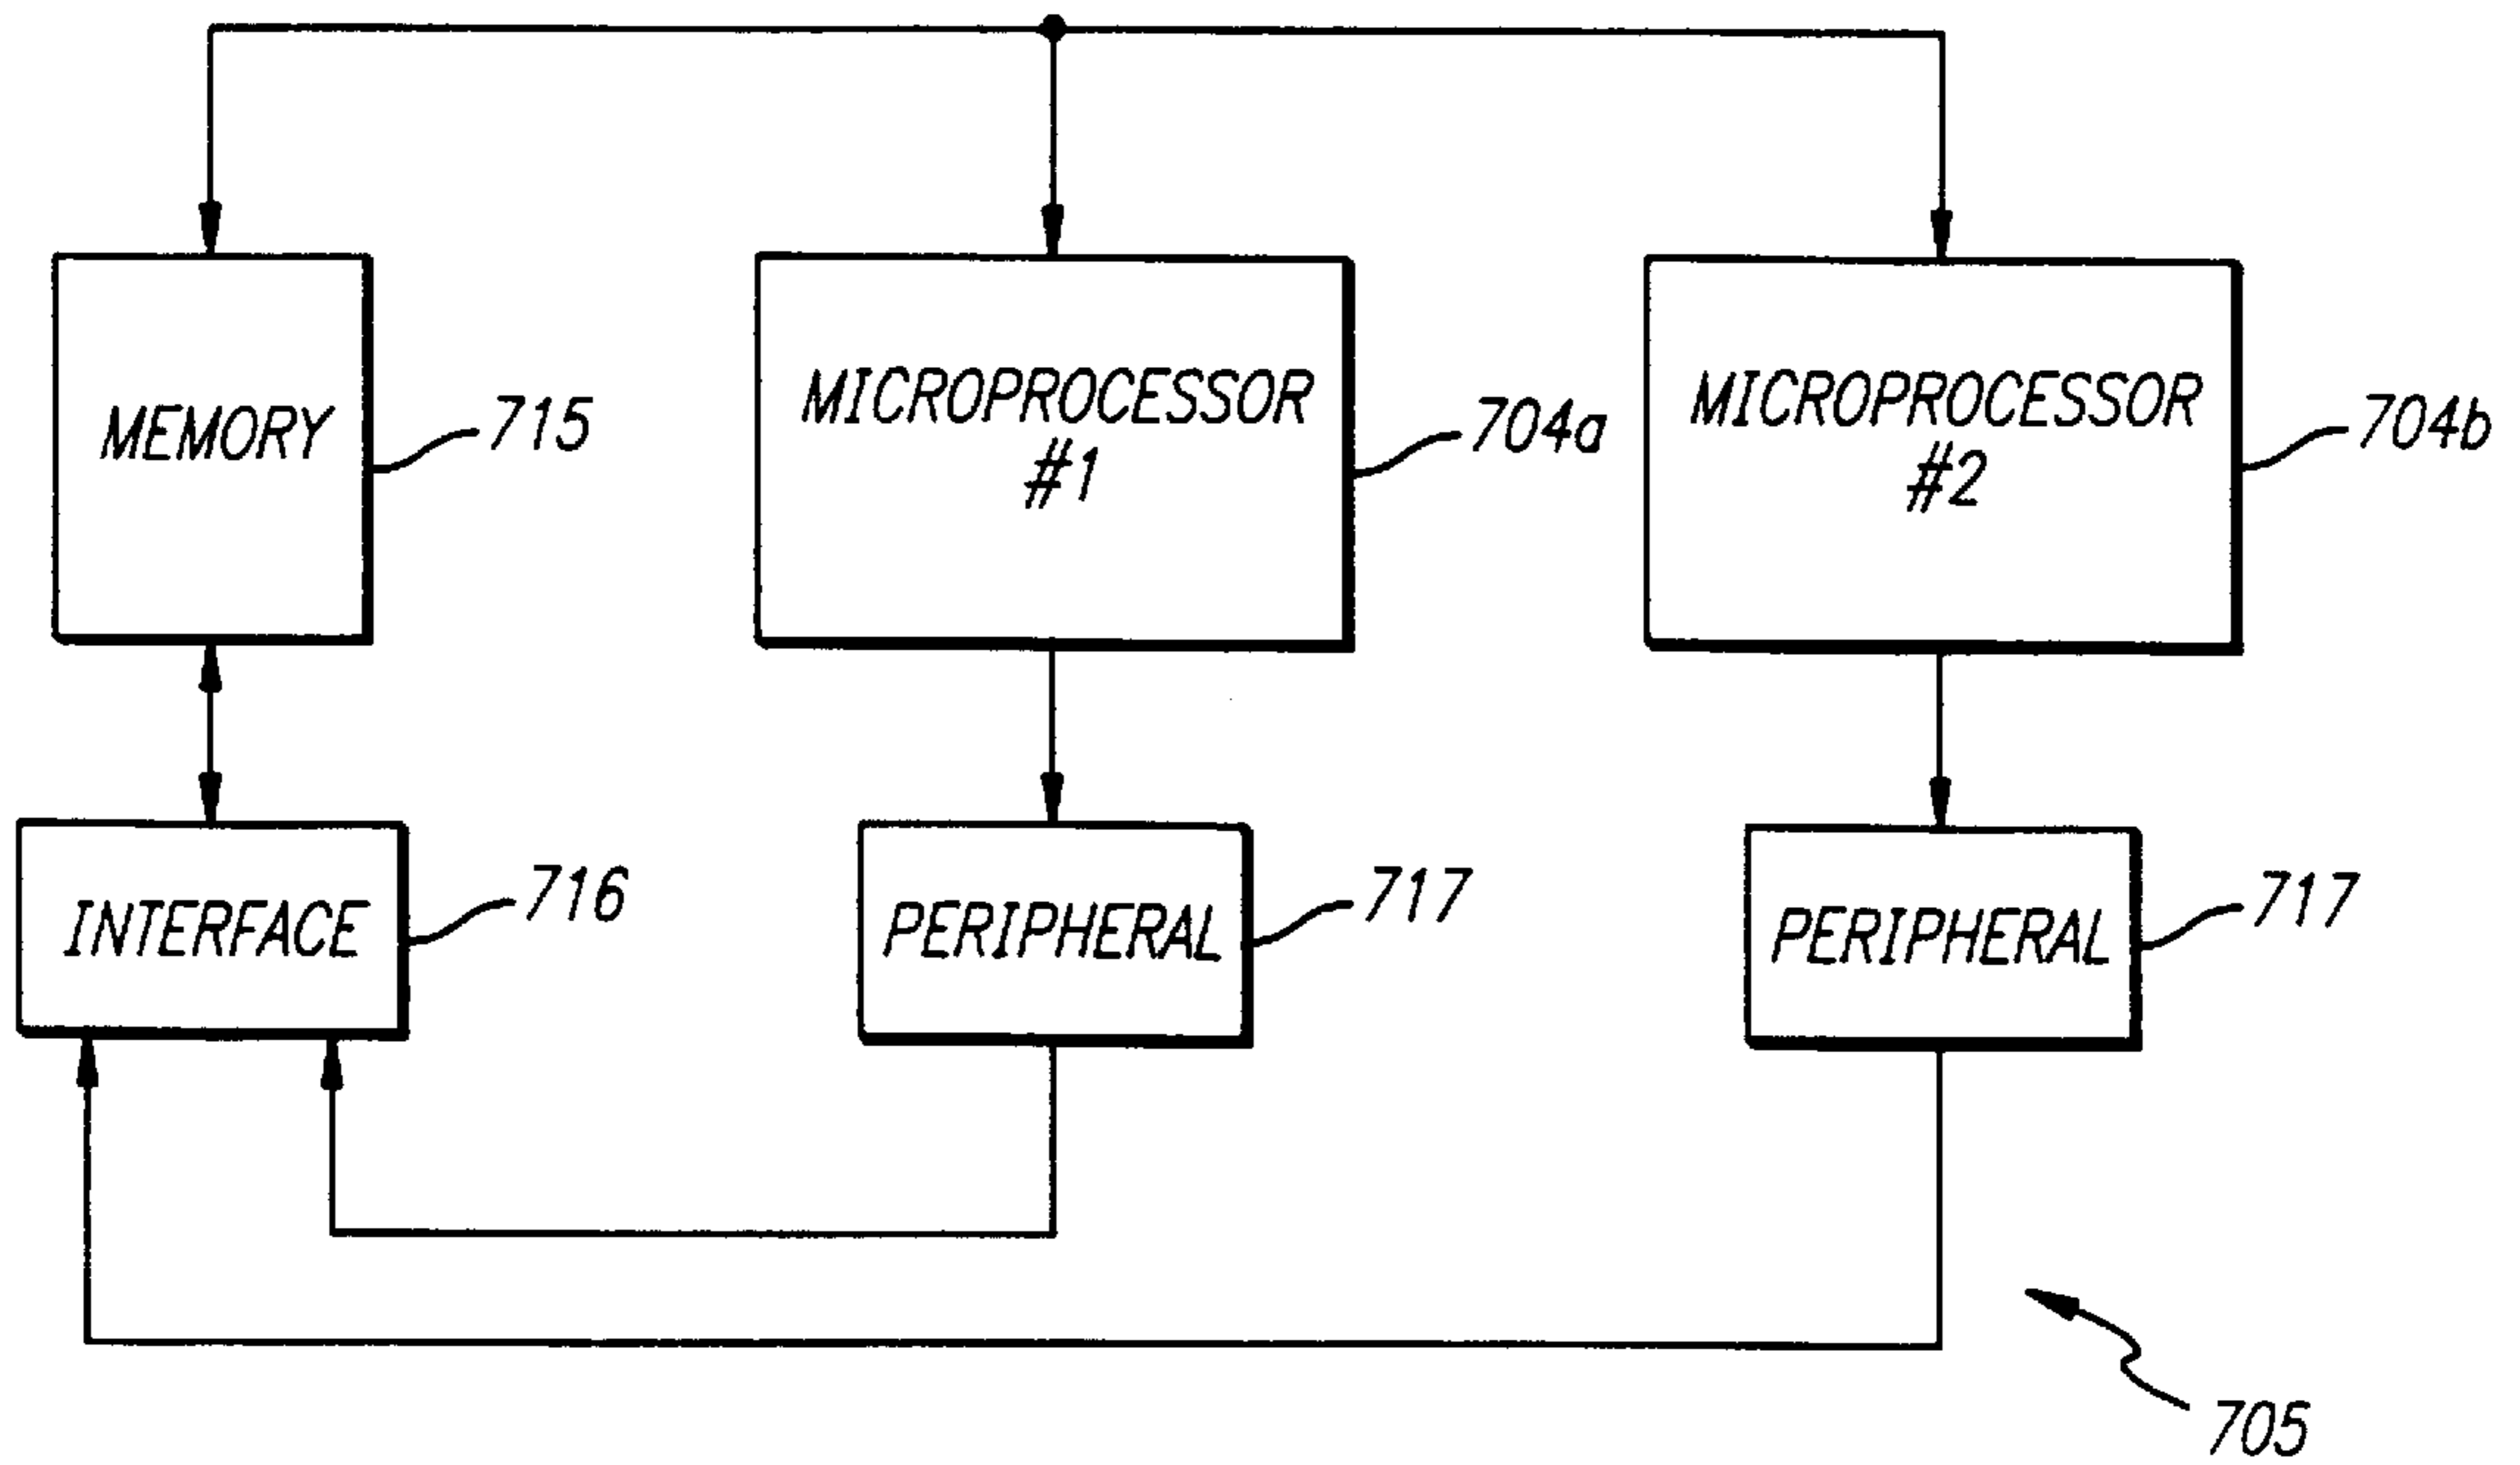 MEMORY
715
MICROPROCESSOR
#1
704a
MICROPROCESSOR
#2
704b
INTERFACE
716
PERIPHERAL
717
PERIPHERAL
717
705